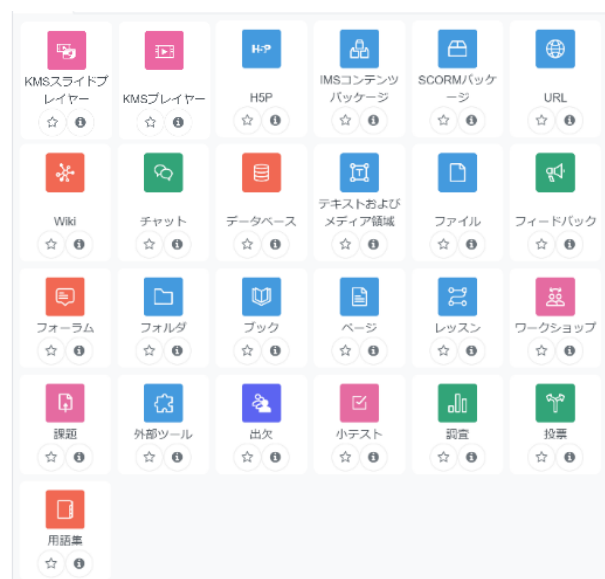 H-P
KMSスライドプ
レイヤー
KMSプレイヤー
H5P
IMSコンテンツ
パッケージ
SCORMパッケ
ージ
URL
Wiki
チャット
データベース
テキストおよび
メディア領域
ファイル
フィードバック
フォーラム
フォルダ
ブック
ページ
レッスン
ワークショップ
課題
外部ツール
出欠
小テスト
調査
投票
用語集